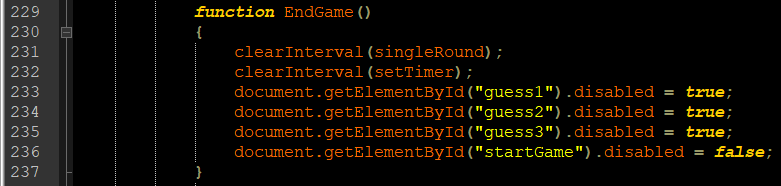 229 function EndGame()
230 {
231 clearInterval(singleRound);
232 clearInterval(setTimer);
233 document.getElementById("guess1").disabled = true;
234 document.getElementById("guess2").disabled = true;
235 document.getElementById("guess3").disabled = true;
236 document.getElementById("startGame").disabled = false;
237 }